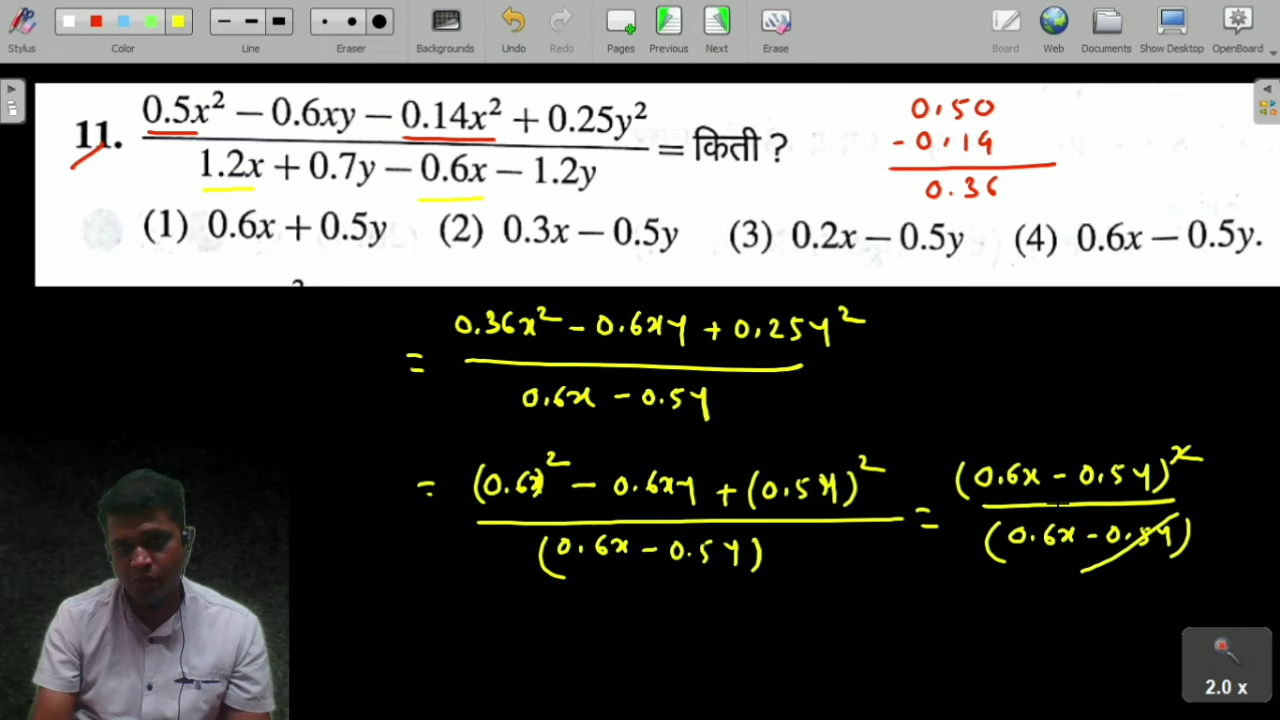 Stylus Color Line Eraser Backgrounds Undo Redo Pages Previous Next Erase Board Web Documents Show Desktop OpenBoard
11. (0.5x² − 0.6xy − 0.14x² + 0.25y²) / (1.2x + 0.7y − 0.6x − 1.2y) = किती ?
(1) 0.6x + 0.5y (2) 0.3x − 0.5y (3) 0.2x − 0.5y (4) 0.6x − 0.5y.
0.50
- 0.14
0.36
= (0.36x² - 0.6xy + 0.25y²) / (0.6x - 0.5y)
= ((0.6x)² - 0.6xy + (0.5y)²) / (0.6x - 0.5y) = (0.6x - 0.5y)² / (0.6x - 0.5y)
2.0 x